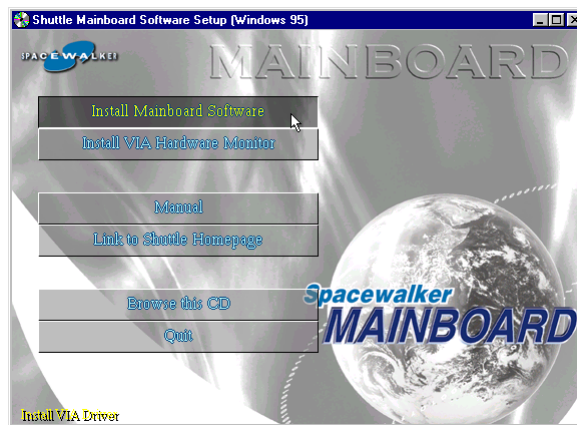 Shuttle Mainboard Software Setup (Windows 95)
SPACEWALKER
MAINBOARD
Install Mainboard Software
Install VIA Hardware Monitor
Manual
Link to Shuttle Homepage
Browse this CD
Quit
Spacewalker
MAINBOARD
Install VIA Driver